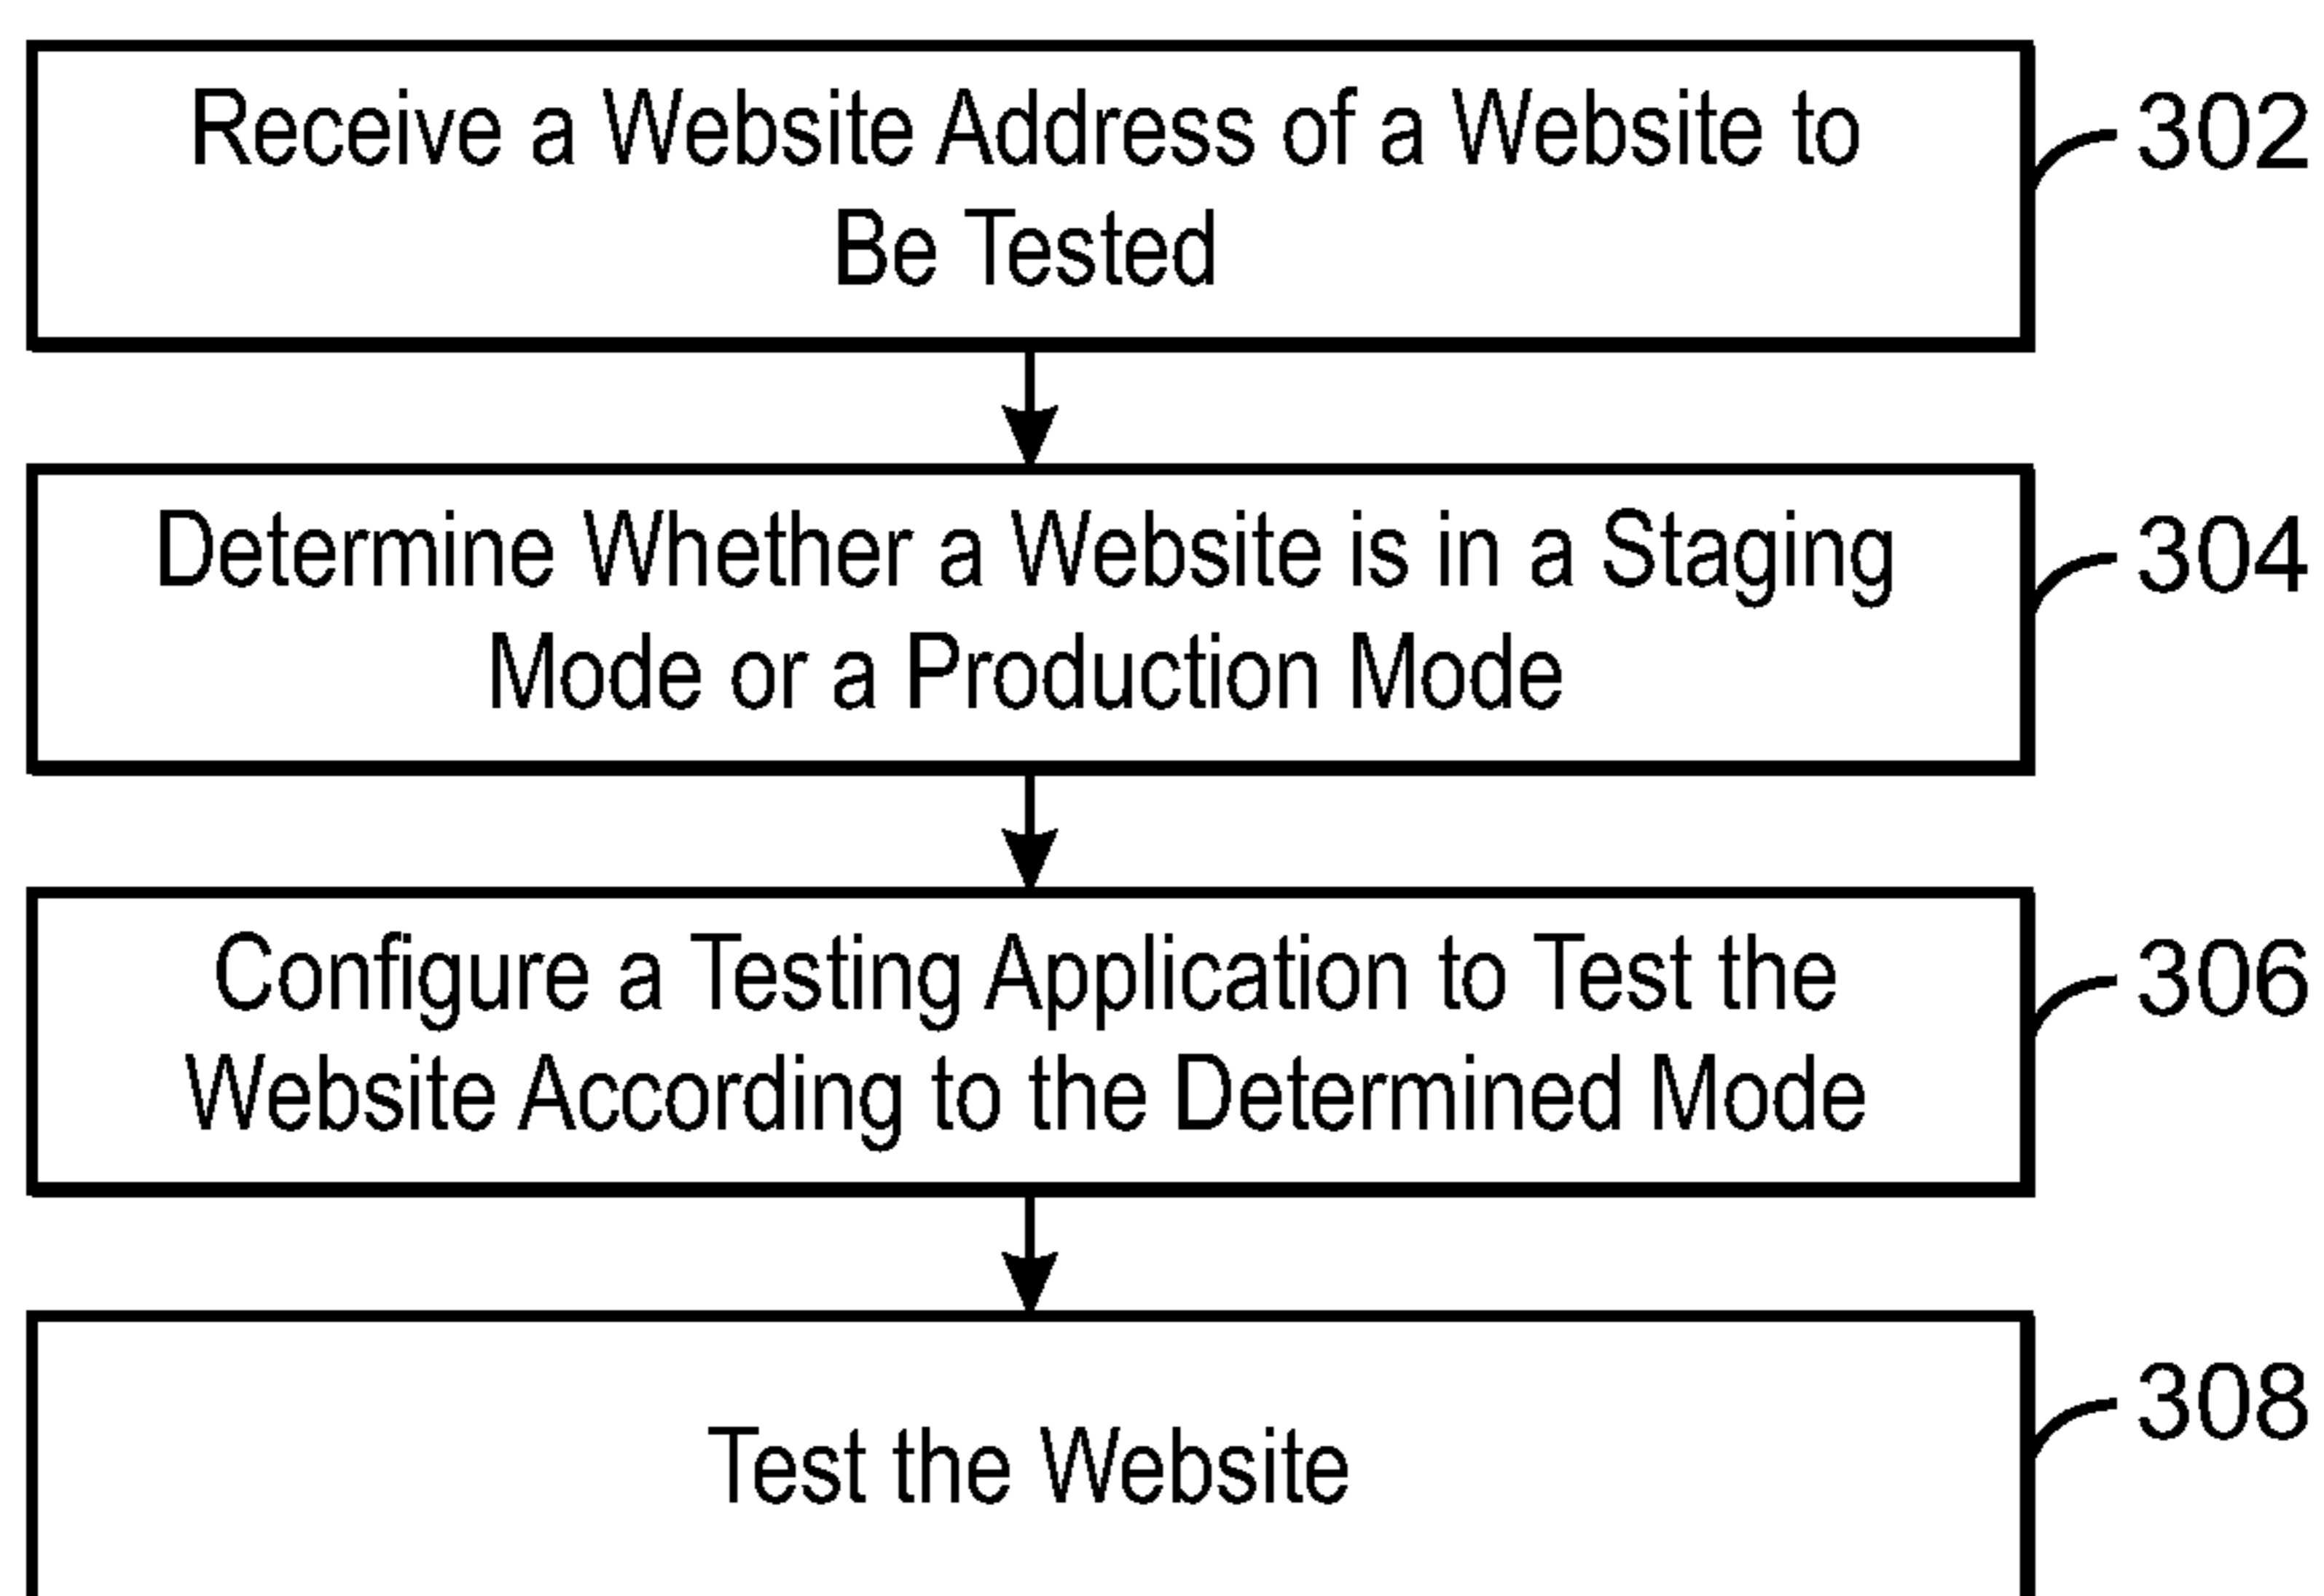 Receive a Website Address of a Website to
Be Tested
302
Determine Whether a Website is in a Staging
Mode or a Production Mode
304
Configure a Testing Application to Test the
Website According to the Determined Mode
306
Test the Website
308